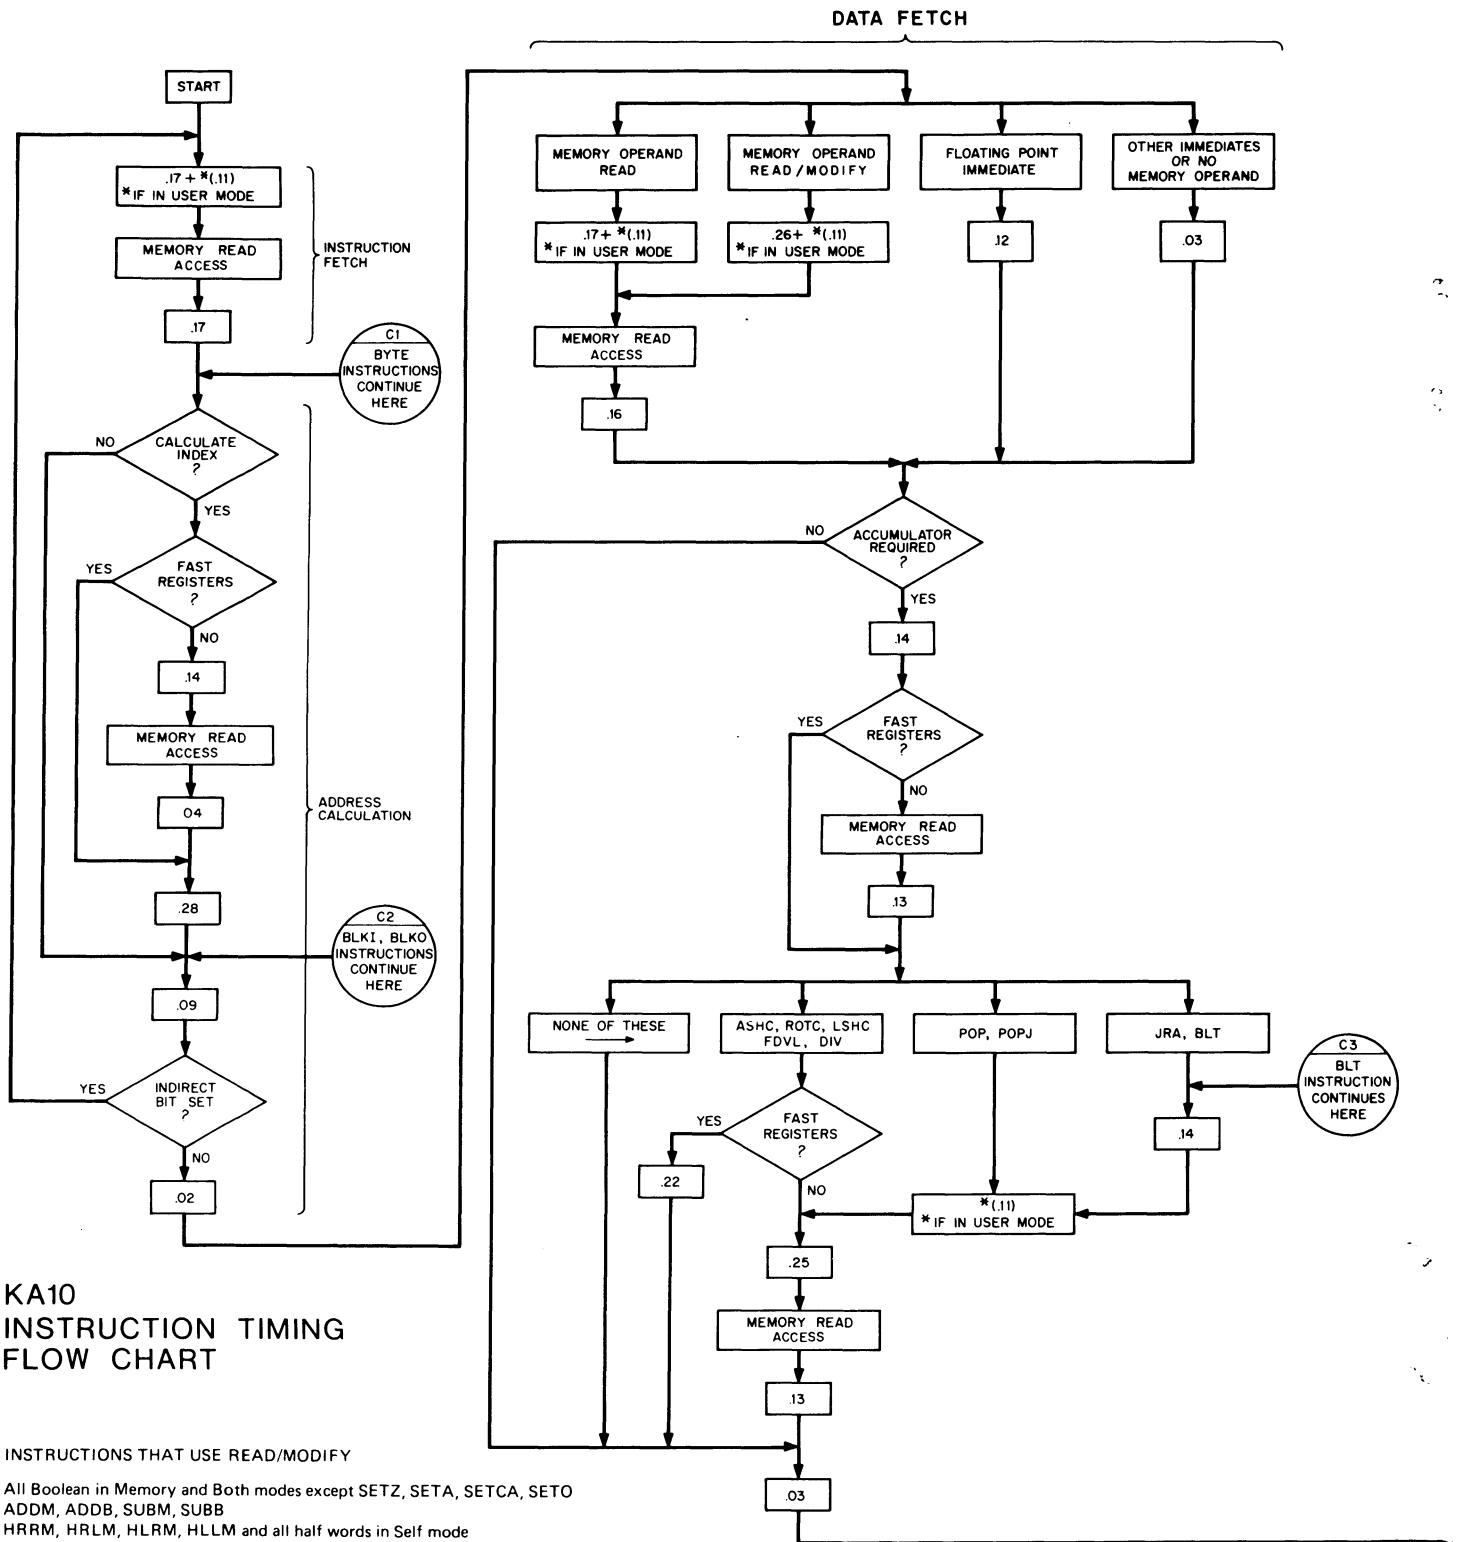 DATA FETCH
START
.17 + *(.11)
*IF IN USER MODE
MEMORY READ
ACCESS
.17
INSTRUCTION
FETCH
C1
BYTE
INSTRUCTIONS
CONTINUE
HERE
CALCULATE
INDEX
?
NO
YES
FAST
REGISTERS
?
YES
NO
.14
MEMORY READ
ACCESS
04
ADDRESS
CALCULATION
.28
C2
BLKI, BLKO
INSTRUCTIONS
CONTINUE
HERE
.09
INDIRECT
BIT SET
?
YES
NO
.02
MEMORY OPERAND
READ
MEMORY OPERAND
READ/MODIFY
FLOATING POINT
IMMEDIATE
OTHER IMMEDIATES
OR NO
MEMORY OPERAND
.17+ *(.11)
*IF IN USER MODE
.26+ *(.11)
*IF IN USER MODE
.12
.03
MEMORY READ
ACCESS
.16
ACCUMULATOR
REQUIRED
?
NO
YES
.14
FAST
REGISTERS
?
YES
NO
MEMORY READ
ACCESS
.13
NONE OF THESE
ASHC, ROTC, LSHC
FDVL, DIV
POP, POPJ
JRA, BLT
C3
BLT
INSTRUCTION
CONTINUES
HERE
FAST
REGISTERS
?
YES
NO
.22
.14
*(.11)
*IF IN USER MODE
.25
MEMORY READ
ACCESS
.13
.03
KA10
INSTRUCTION TIMING
FLOW CHART
INSTRUCTIONS THAT USE READ/MODIFY
All Boolean in Memory and Both modes except SETZ, SETA, SETCA, SETO
ADDM, ADDB, SUBM, SUBB
HRRM, HRLM, HLRM, HLLM and all half words in Self mode